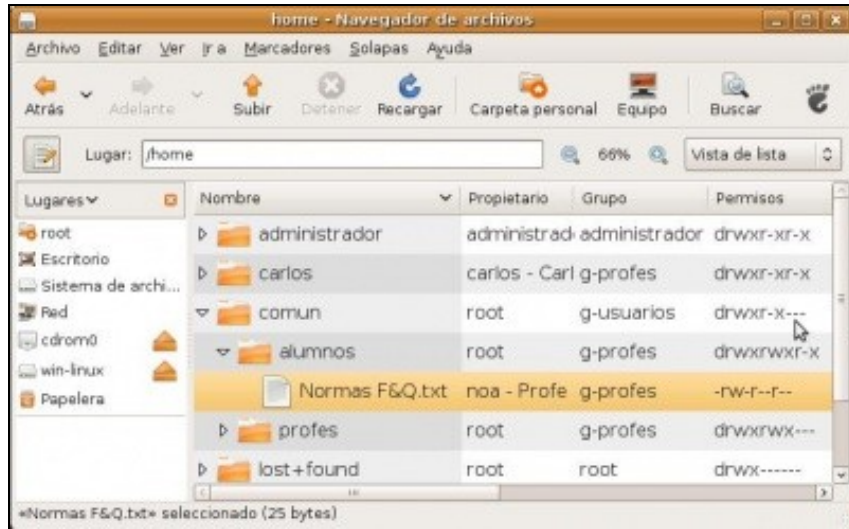 home - Navegador de archivos
Archivo Editar Ver Ir a Marcadores Solapas Ayuda
Atrás Adelante Subir Detener Recargar Carpeta personal Equipo Buscar
Lugar: /home 66% Vista de lista
Lugares Nombre Propietario Grupo Permisos
root
Escritorio
Sistema de archi...
Red
cdrom0
win-linux
Papelera
administrador administrad administrador drwxr-xr-x
carlos carlos - Carl g-profes drwxr-xr-x
comun root g-usuarios drwxr-x---
alumnos root g-profes drwxrwxr-x
Normas F&Q.txt noa - Profe g-profes -rw-r--r--
profes root g-profes drwxrwx---
lost+found root root drwx------
«Normas F&Q.txt» seleccionado (25 bytes)